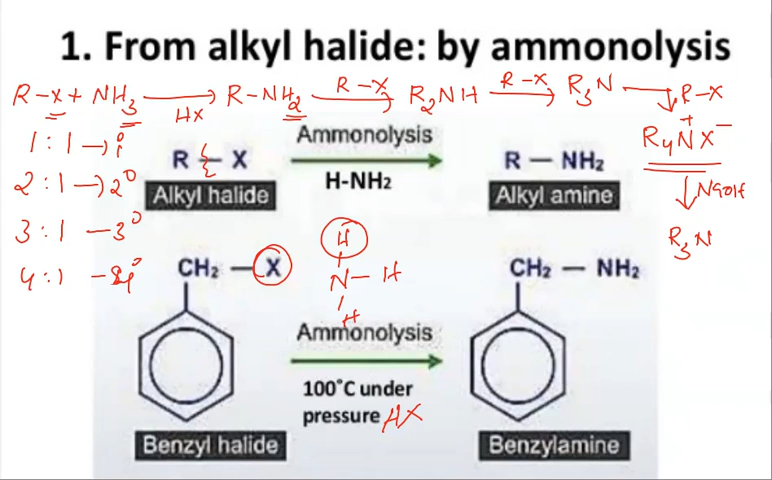 1. From alkyl halide: by ammonolysis
R-X + NH3 → HX R-NH2 → R-X R2NH → R-X R3N → R-X
R4N+X-
↓ NaOH
R3N
1:1 → 1°
2:1 → 2°
3:1 - 3°
4:1 - 4°
Ammonolysis
R — X → R — NH2
H-NH2
Alkyl halide
Alkyl amine
H
N - H
H
CH2 — X
CH2 — NH2
Ammonolysis
100°C under
pressure HX
Benzyl halide
Benzylamine